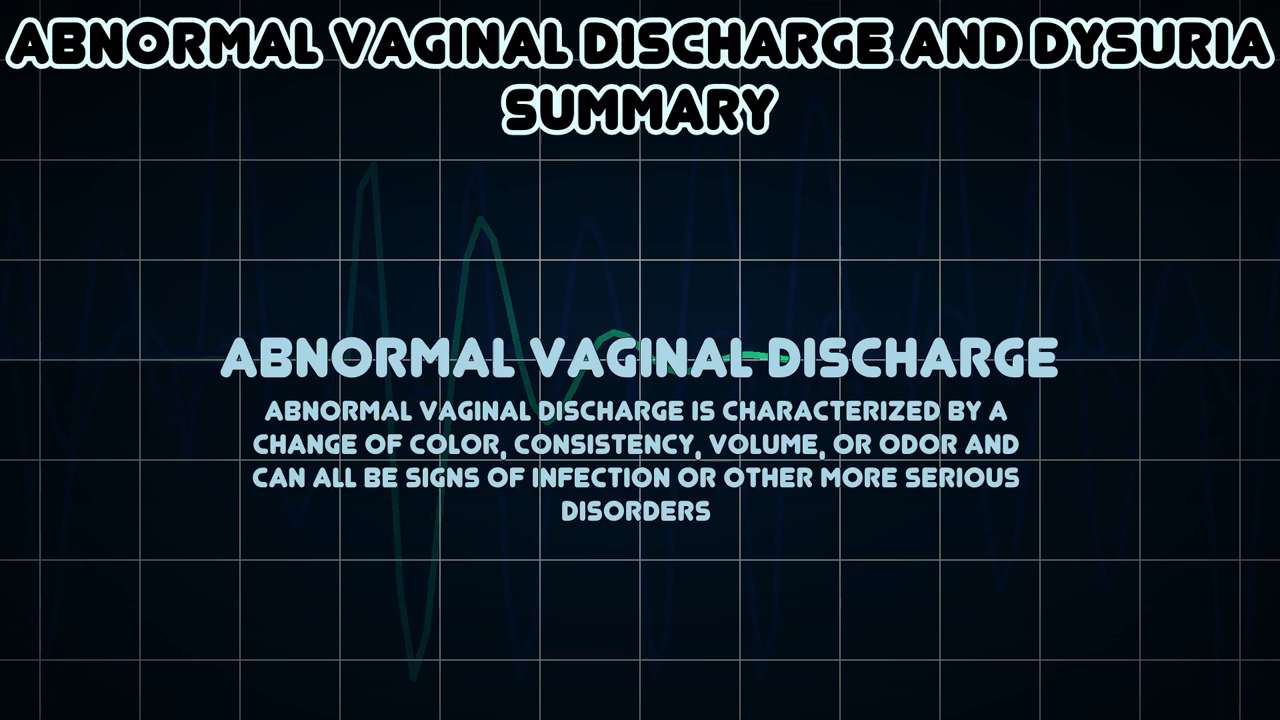 ABNORMAL VAGINAL DISCHARGE AND DYSURIA
SUMMARY
ABNORMAL VAGINAL DISCHARGE
ABNORMAL VAGINAL DISCHARGE IS CHARACTERIZED BY A
CHANGE OF COLOR, CONSISTENCY, VOLUME, OR ODOR AND
CAN ALL BE SIGNS OF INFECTION OR OTHER MORE SERIOUS
DISORDERS